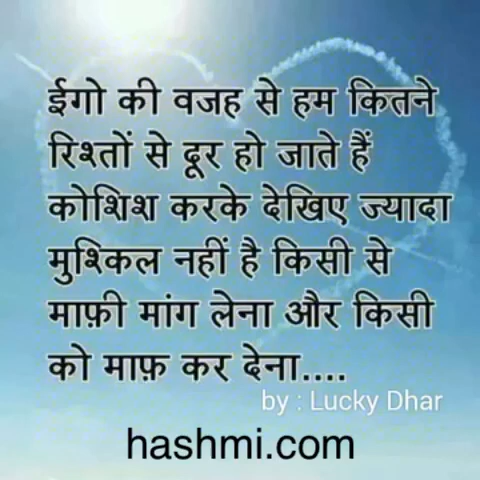 ईगो की वजह से हम कितने
रिश्तों से दूर हो जाते हैं
कोशिश करके देखिए ज्यादा
मुश्किल नहीं है किसी से
माफ़ी मांग लेना और किसी
को माफ़ कर देना....
by : Lucky Dhar
hashmi.com